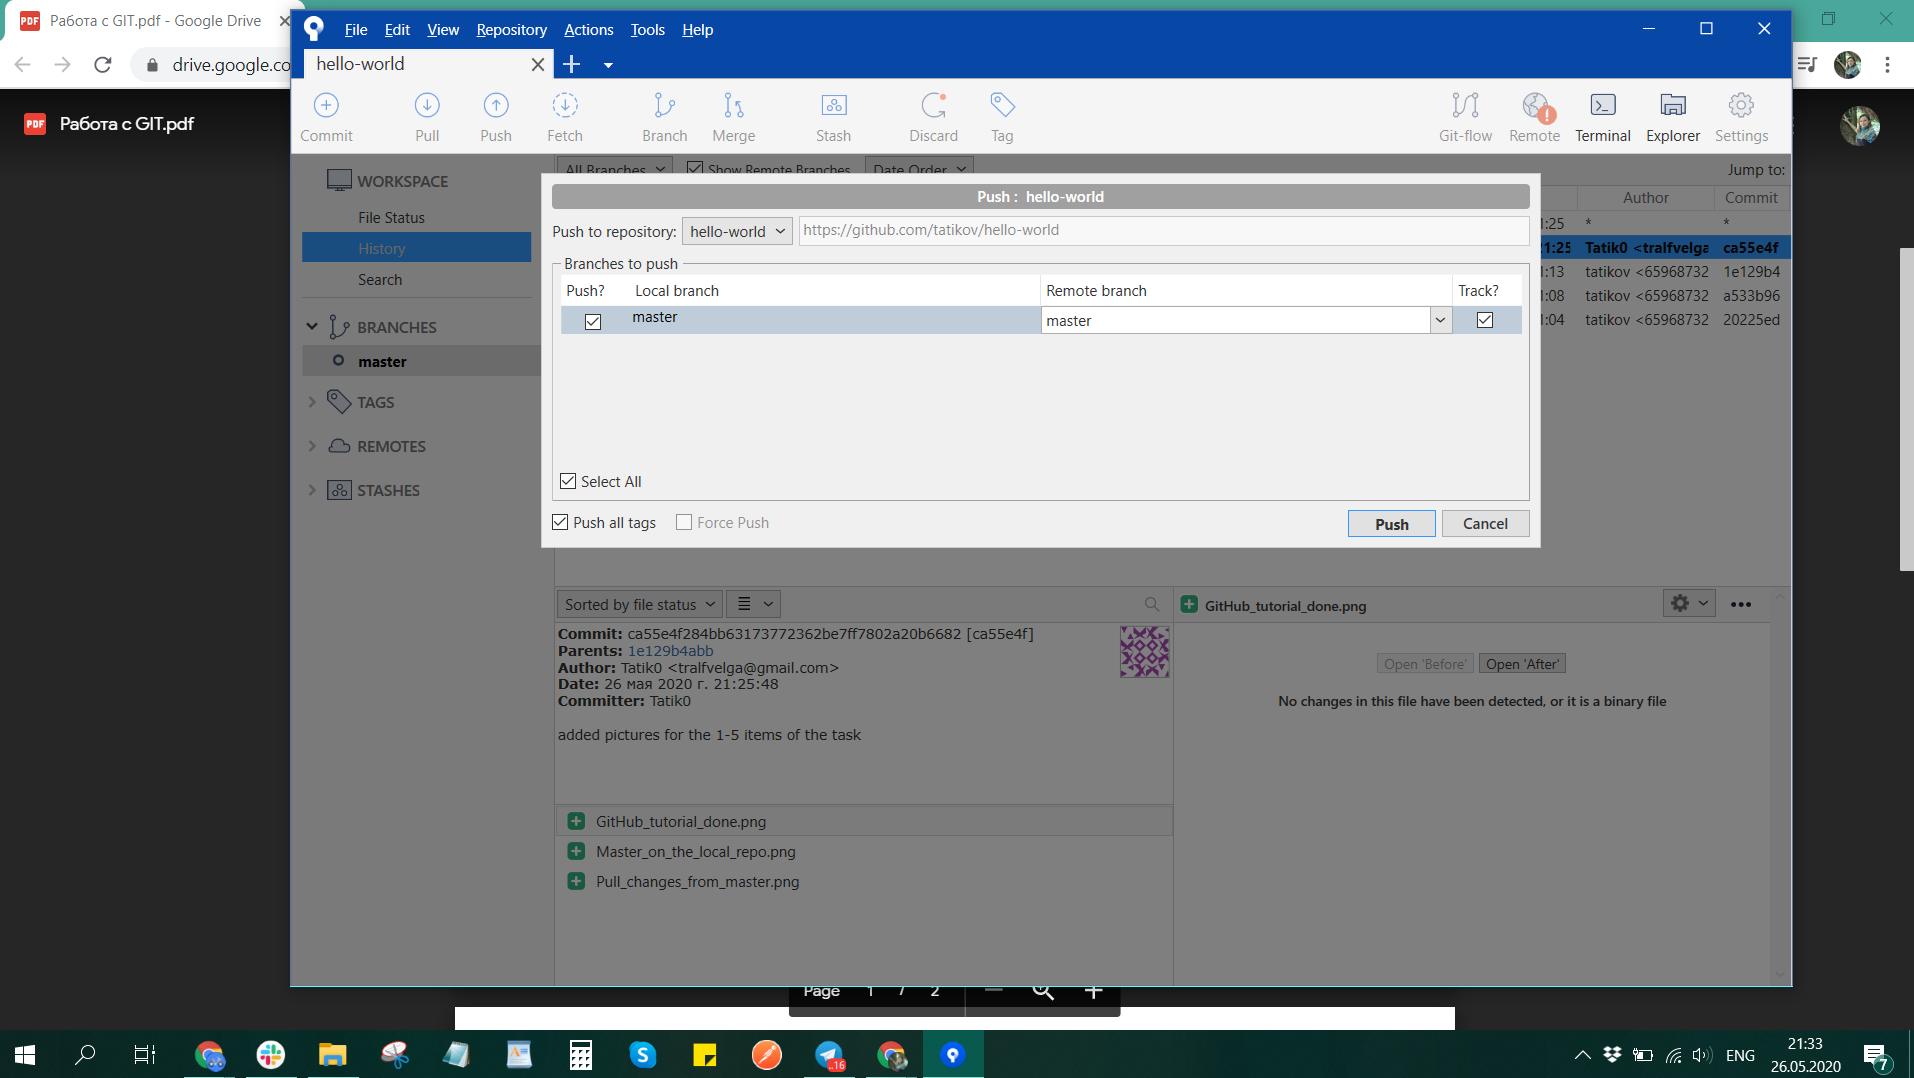 Работа с GIT.pdf - Google Drive
File Edit View Repository Actions Tools Help
drive.google.co
hello-world
PDF Работа с GIT.pdf
Commit Pull Push Fetch Branch Merge Stash Discard Tag Git-flow Remote Terminal Explorer Settings
All Branches Show Remote Branches Date Order Jump to:
WORKSPACE
File Status
History
Search
BRANCHES
master
TAGS
REMOTES
STASHES
Push : hello-world
Push to repository: hello-world https://github.com/tatikov/hello-world
Branches to push
Push? Local branch Remote branch Track?
master master
Select All
Push all tags Force Push Push Cancel
Author Commit
1:25 * *
1:25 Tatik0 <tralfvelga ca55e4f
1:13 tatikov <65968732 1e129b4
1:08 tatikov <65968732 a533b96
1:04 tatikov <65968732 20225ed
Sorted by file status
Commit: ca55e4f284bb63173772362be7ff7802a20b6682 [ca55e4f]
Parents: 1e129b4abb
Author: Tatik0 <tralfvelga@gmail.com>
Date: 26 мая 2020 г. 21:25:48
Committer: Tatik0
added pictures for the 1-5 items of the task
GitHub_tutorial_done.png
Master_on_the_local_repo.png
Pull_changes_from_master.png
GitHub_tutorial_done.png
Open 'Before' Open 'After'
No changes in this file have been detected, or it is a binary file
Page 1 / 2
..16
ENG
21:33
26.05.2020
7